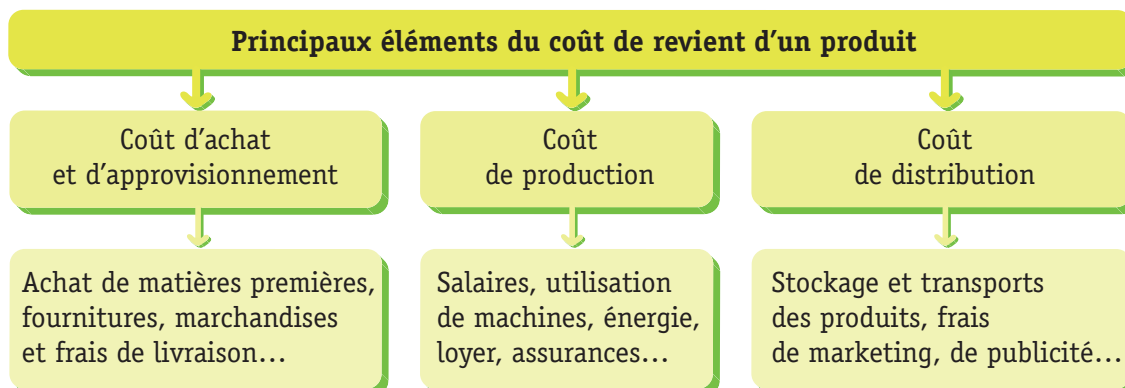 Principaux éléments du coût de revient d’un produit
Coût d’achat
et d’approvisionnement
Coût
de production
Coût
de distribution
Achat de matières premières,
fournitures, marchandises
et frais de livraison…
Salaires, utilisation
de machines, énergie,
loyer, assurances…
Stockage et transports
des produits, frais
de marketing, de publicité…